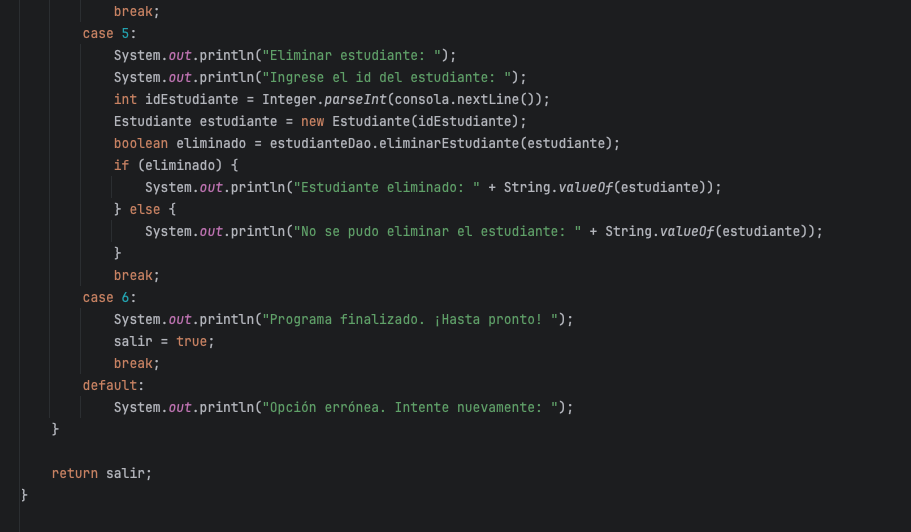 break;
case 5:
System.out.println("Eliminar estudiante: ");
System.out.println("Ingrese el id del estudiante: ");
int idEstudiante = Integer.parseInt(consola.nextLine());
Estudiante estudiante = new Estudiante(idEstudiante);
boolean eliminado = estudianteDao.eliminarEstudiante(estudiante);
if (eliminado) {
System.out.println("Estudiante eliminado: " + String.valueOf(estudiante));
} else {
System.out.println("No se pudo eliminar el estudiante: " + String.valueOf(estudiante));
}
break;
case 6:
System.out.println("Programa finalizado. ¡Hasta pronto! ");
salir = true;
break;
default:
System.out.println("Opción errónea. Intente nuevamente: ");
}
return salir;
}